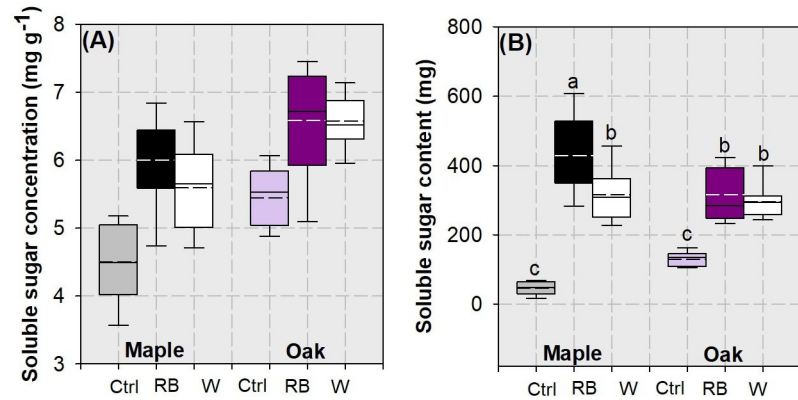 (A)
Soluble sugar concentration (mg g⁻¹)
8
7
6
5
4
3
Maple
Oak
Ctrl RB W Ctrl RB W
(B)
Soluble sugar content (mg)
800
600
400
200
0
a
b
b
b
c
c
Maple
Oak
Ctrl RB W Ctrl RB W